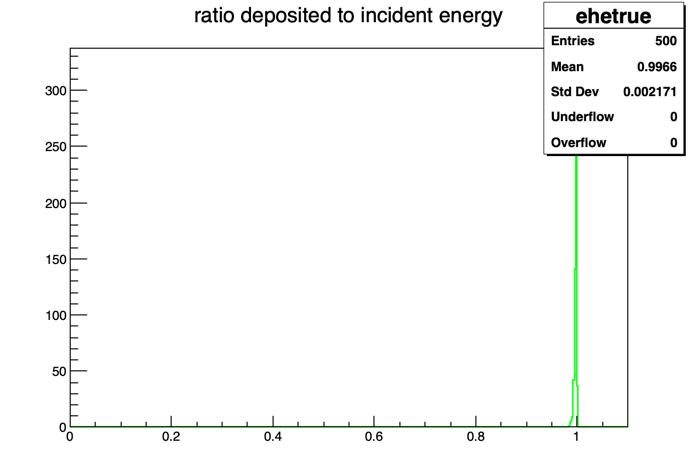 ratio deposited to incident energy
ehetrue
Entries 500
Mean 0.9966
Std Dev 0.002171
Underflow 0
Overflow 0
300
250
200
150
100
50
0
0 0.2 0.4 0.6 0.8 1